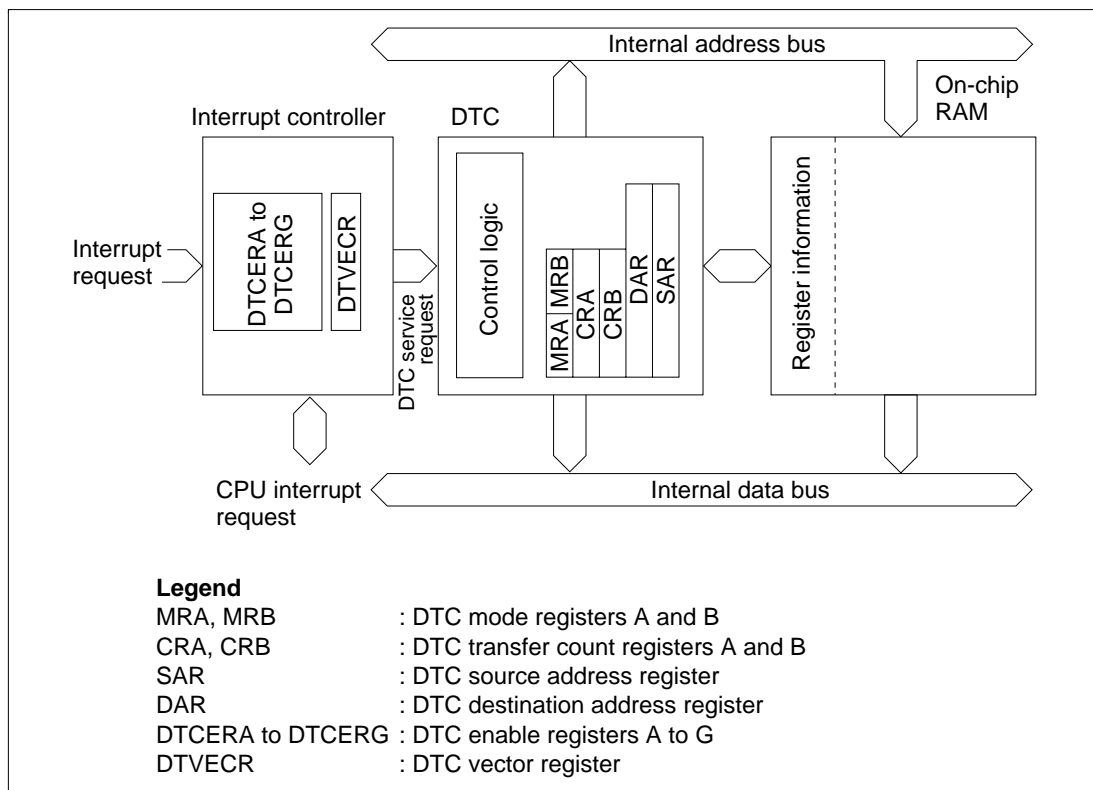 Internal address bus
On-chip
RAM
Interrupt controller
DTC
Interrupt
request
DTCERA to
DTCERG
DTVECR
DTC service
request
Control logic
MRA MRB
CRA
CRB
DAR
SAR
Register information
CPU interrupt
request
Internal data bus
Legend
MRA, MRB : DTC mode registers A and B
CRA, CRB : DTC transfer count registers A and B
SAR : DTC source address register
DAR : DTC destination address register
DTCERA to DTCERG : DTC enable registers A to G
DTVECR : DTC vector register